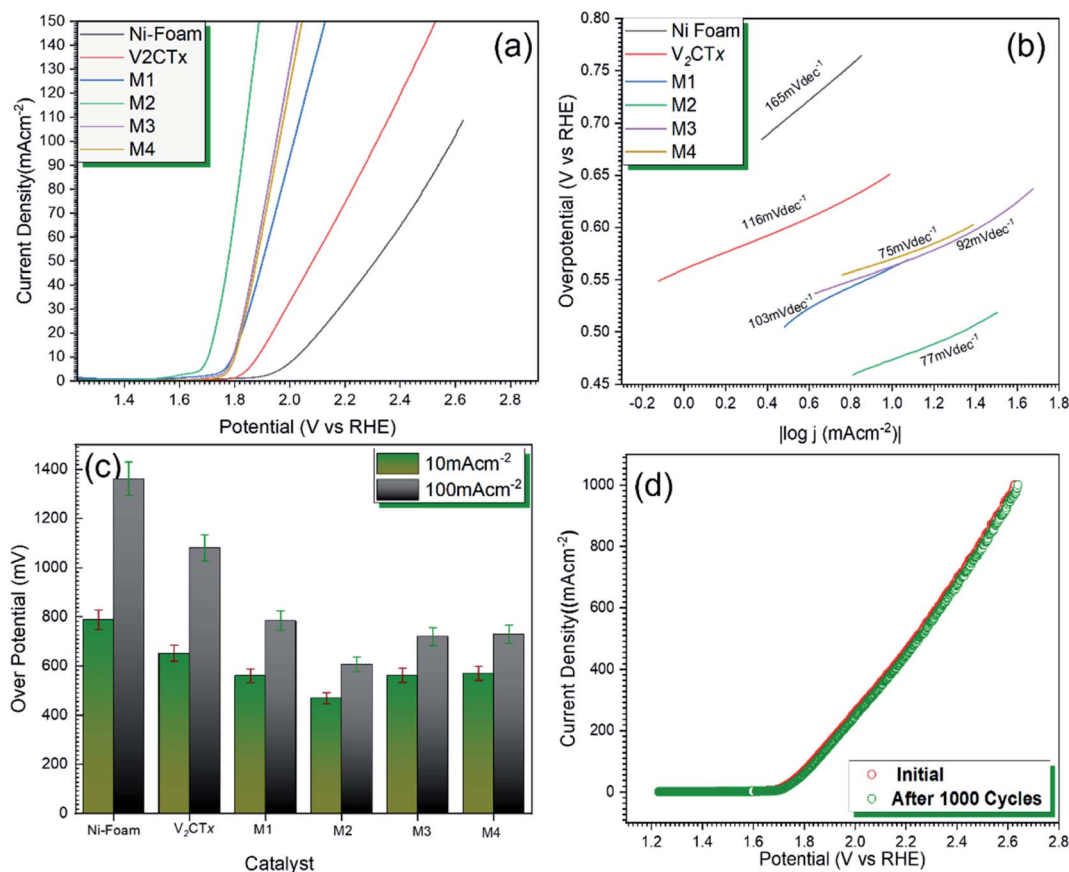 (a)
Ni-Foam
V2CTx
M1
M2
M3
M4
150
140
130
120
110
100
90
80
70
60
50
40
30
20
10
0
Current Density(mAcm-2)
1.4 1.6 1.8 2.0 2.2 2.4 2.6 2.8
Potential (V vs RHE)
(b)
Ni Foam
V2CTx
M1
M2
M3
M4
0.80
0.75
0.70
0.65
0.60
0.55
0.50
0.45
Overpotential (V vs RHE)
165mVdec-1
116mVdec-1
75mVdec-1
92mVdec-1
103mVdec-1
77mVdec-1
-0.2 0.0 0.2 0.4 0.6 0.8 1.0 1.2 1.4 1.6 1.8
|log j (mAcm-2)|
(c)
10mAcm-2
100mAcm-2
1400
1200
1000
800
600
400
200
0
Over Potential (mV)
Ni-Foam V2CTx M1 M2 M3 M4
Catalyst
(d)
1000
800
600
400
200
0
Current Density((mAcm-2)
Initial
After 1000 Cycles
1.2 1.4 1.6 1.8 2.0 2.2 2.4 2.6 2.8
Potential (V vs RHE)